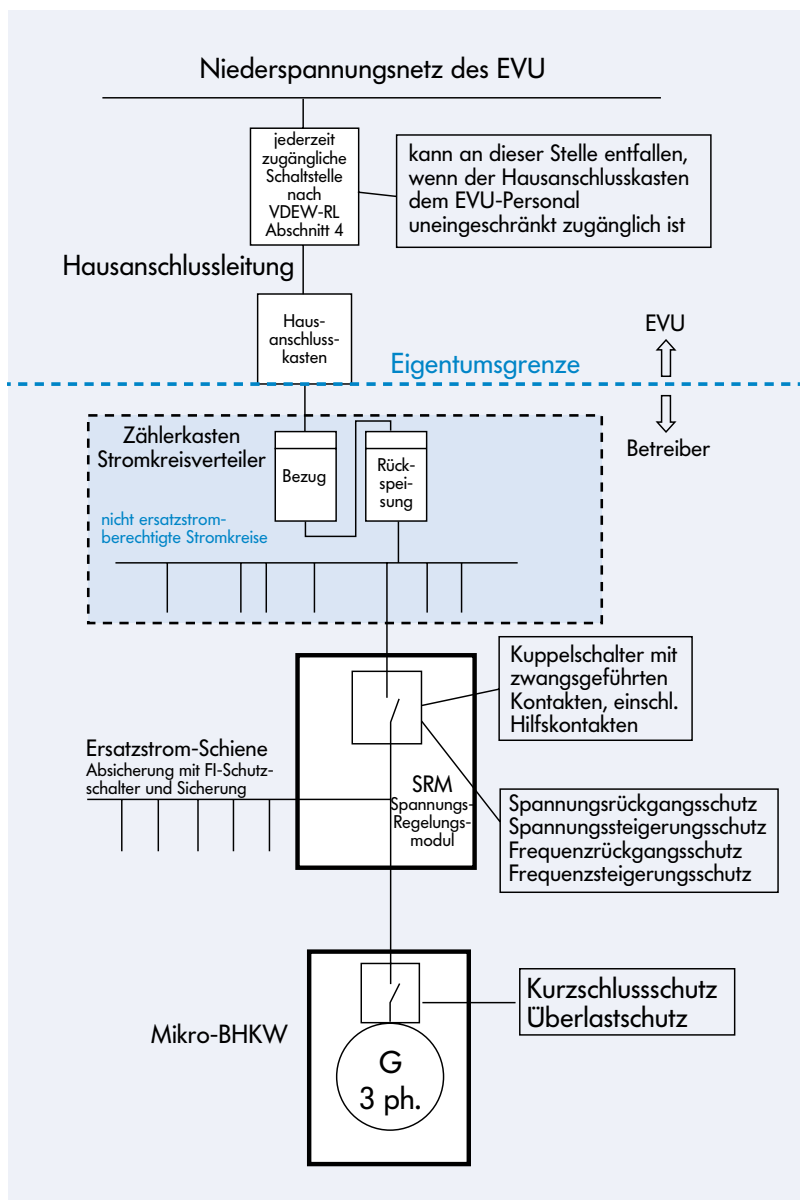 Niederspannungsnetz des EVU
jederzeit
zugängliche
Schaltstelle
nach
VDEW-RL
Abschnitt 4
kann an dieser Stelle entfallen,
wenn der Hausanschlusskasten
dem EVU-Personal
uneingeschränkt zugänglich ist
Hausanschlussleitung
Haus-
anschluss-
kasten
EVU
Eigentumsgrenze
Betreiber
Zählerkasten
Stromkreisverteiler
Bezug
Rück-
spei-
sung
nicht ersatzstrom-
berechtigte Stromkreise
Kuppelschalter mit
zwangsgeführten
Kontakten, einschl.
Hilfskontakten
Ersatzstrom-Schiene
Absicherung mit FI-Schutz-
schalter und Sicherung
SRM
Spannungs-
Regelungs-
modul
Spannungsrückgangsschutz
Spannungssteigerungsschutz
Frequenzrückgangsschutz
Frequenzsteigerungsschutz
Kurzschlussschutz
Überlastschutz
Mikro-BHKW
G
3 ph.